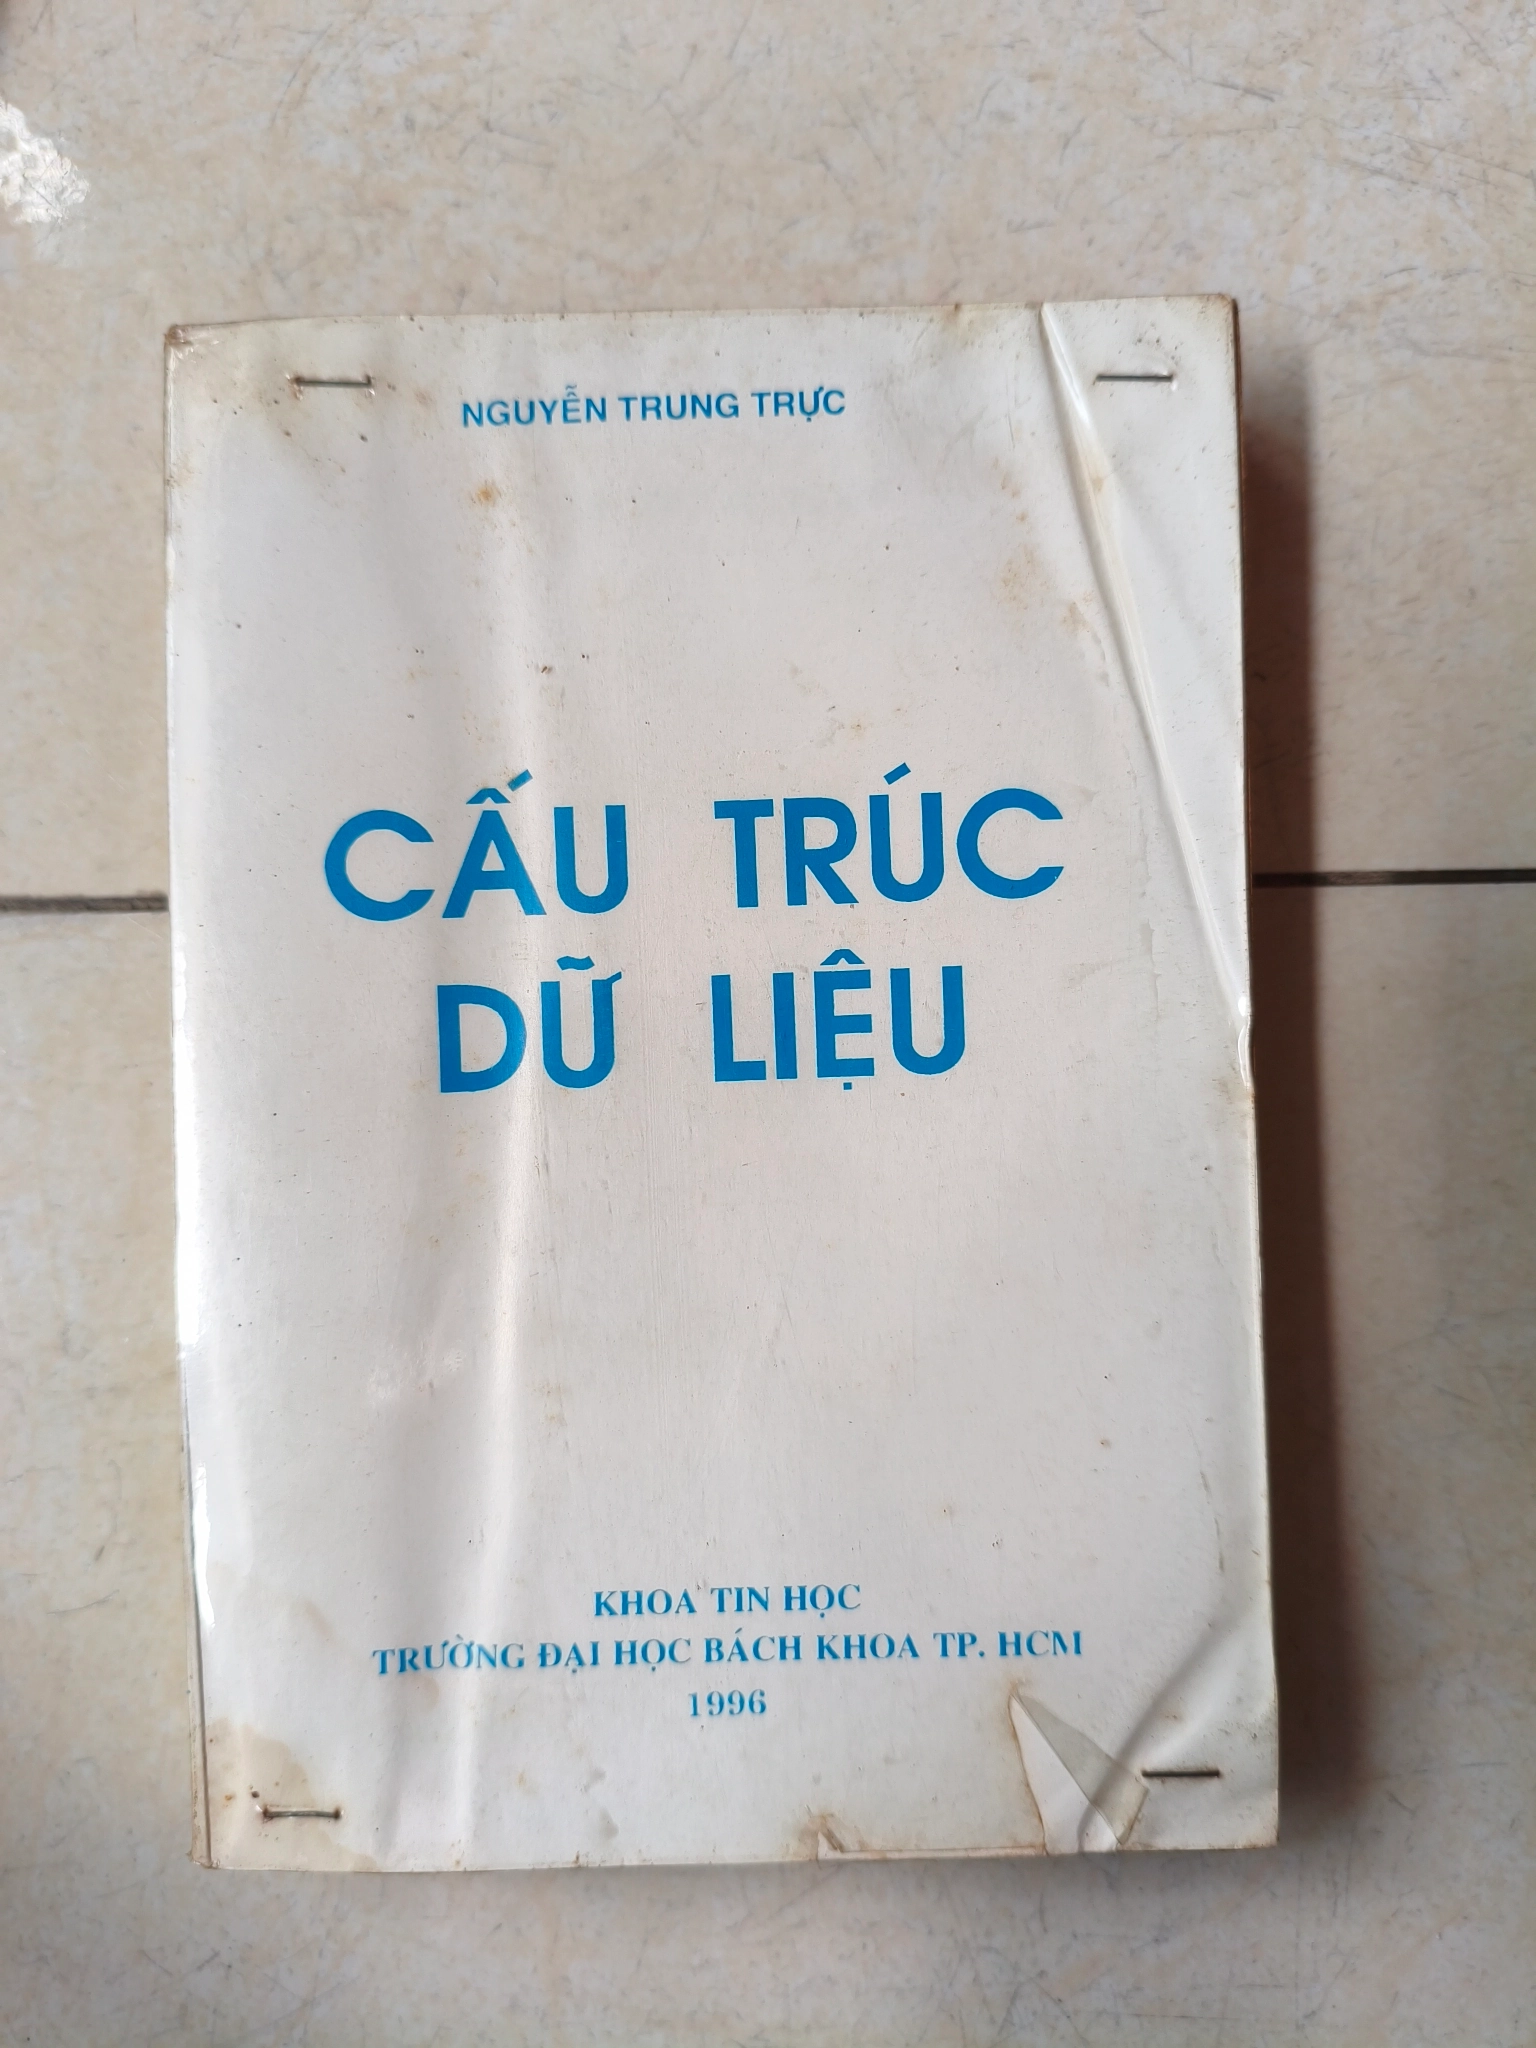 NGUYỄN TRUNG TRỰC
CẤU TRÚC
DỮ LIỆU
KHOA TIN HỌC
TRƯỜNG ĐẠI HỌC BÁCH KHOA TP. HCM
1996